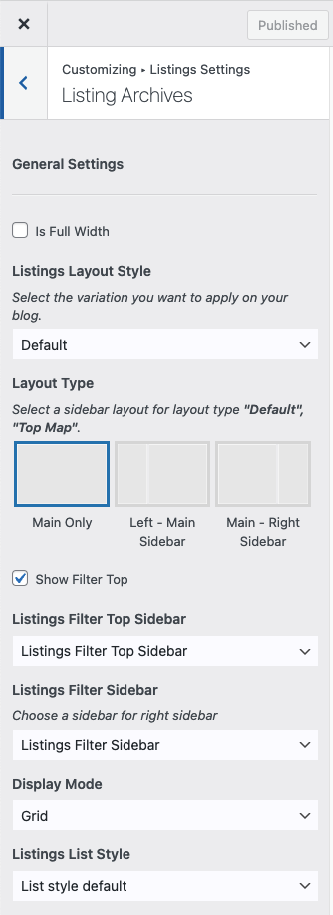 Published
Customizing ▸ Listings Settings
Listing Archives
General Settings
Is Full Width
Listings Layout Style
Select the variation you want to apply on your
blog.
Default
Layout Type
Select a sidebar layout for layout type "Default",
"Top Map".
Main Only
Left - Main
Sidebar
Main - Right
Sidebar
Show Filter Top
Listings Filter Top Sidebar
Listings Filter Top Sidebar
Listings Filter Sidebar
Choose a sidebar for right sidebar
Listings Filter Sidebar
Display Mode
Grid
Listings List Style
List style default